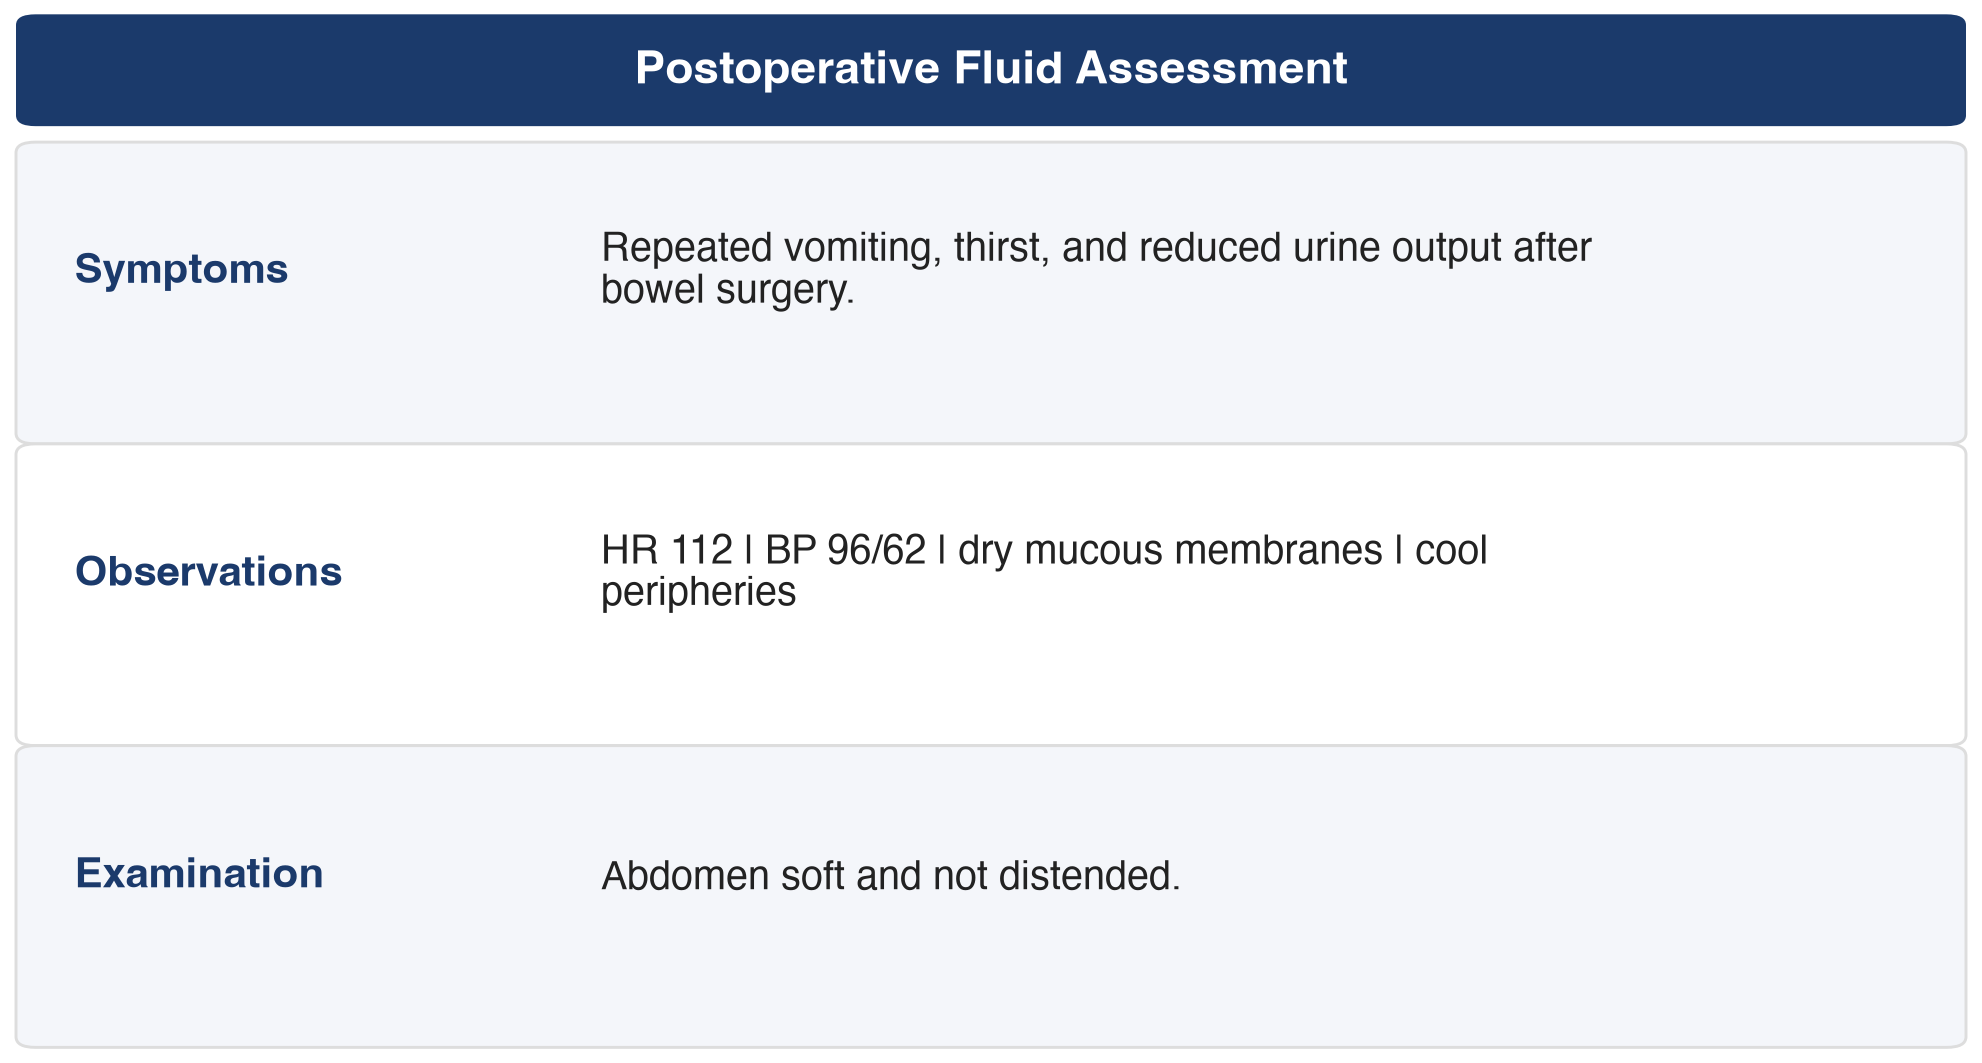 Postoperative Fluid Assessment
Symptoms
Repeated vomiting, thirst, and reduced urine output after
bowel surgery.
Observations
HR 112 | BP 96/62 | dry mucous membranes | cool
peripheries
Examination
Abdomen soft and not distended.